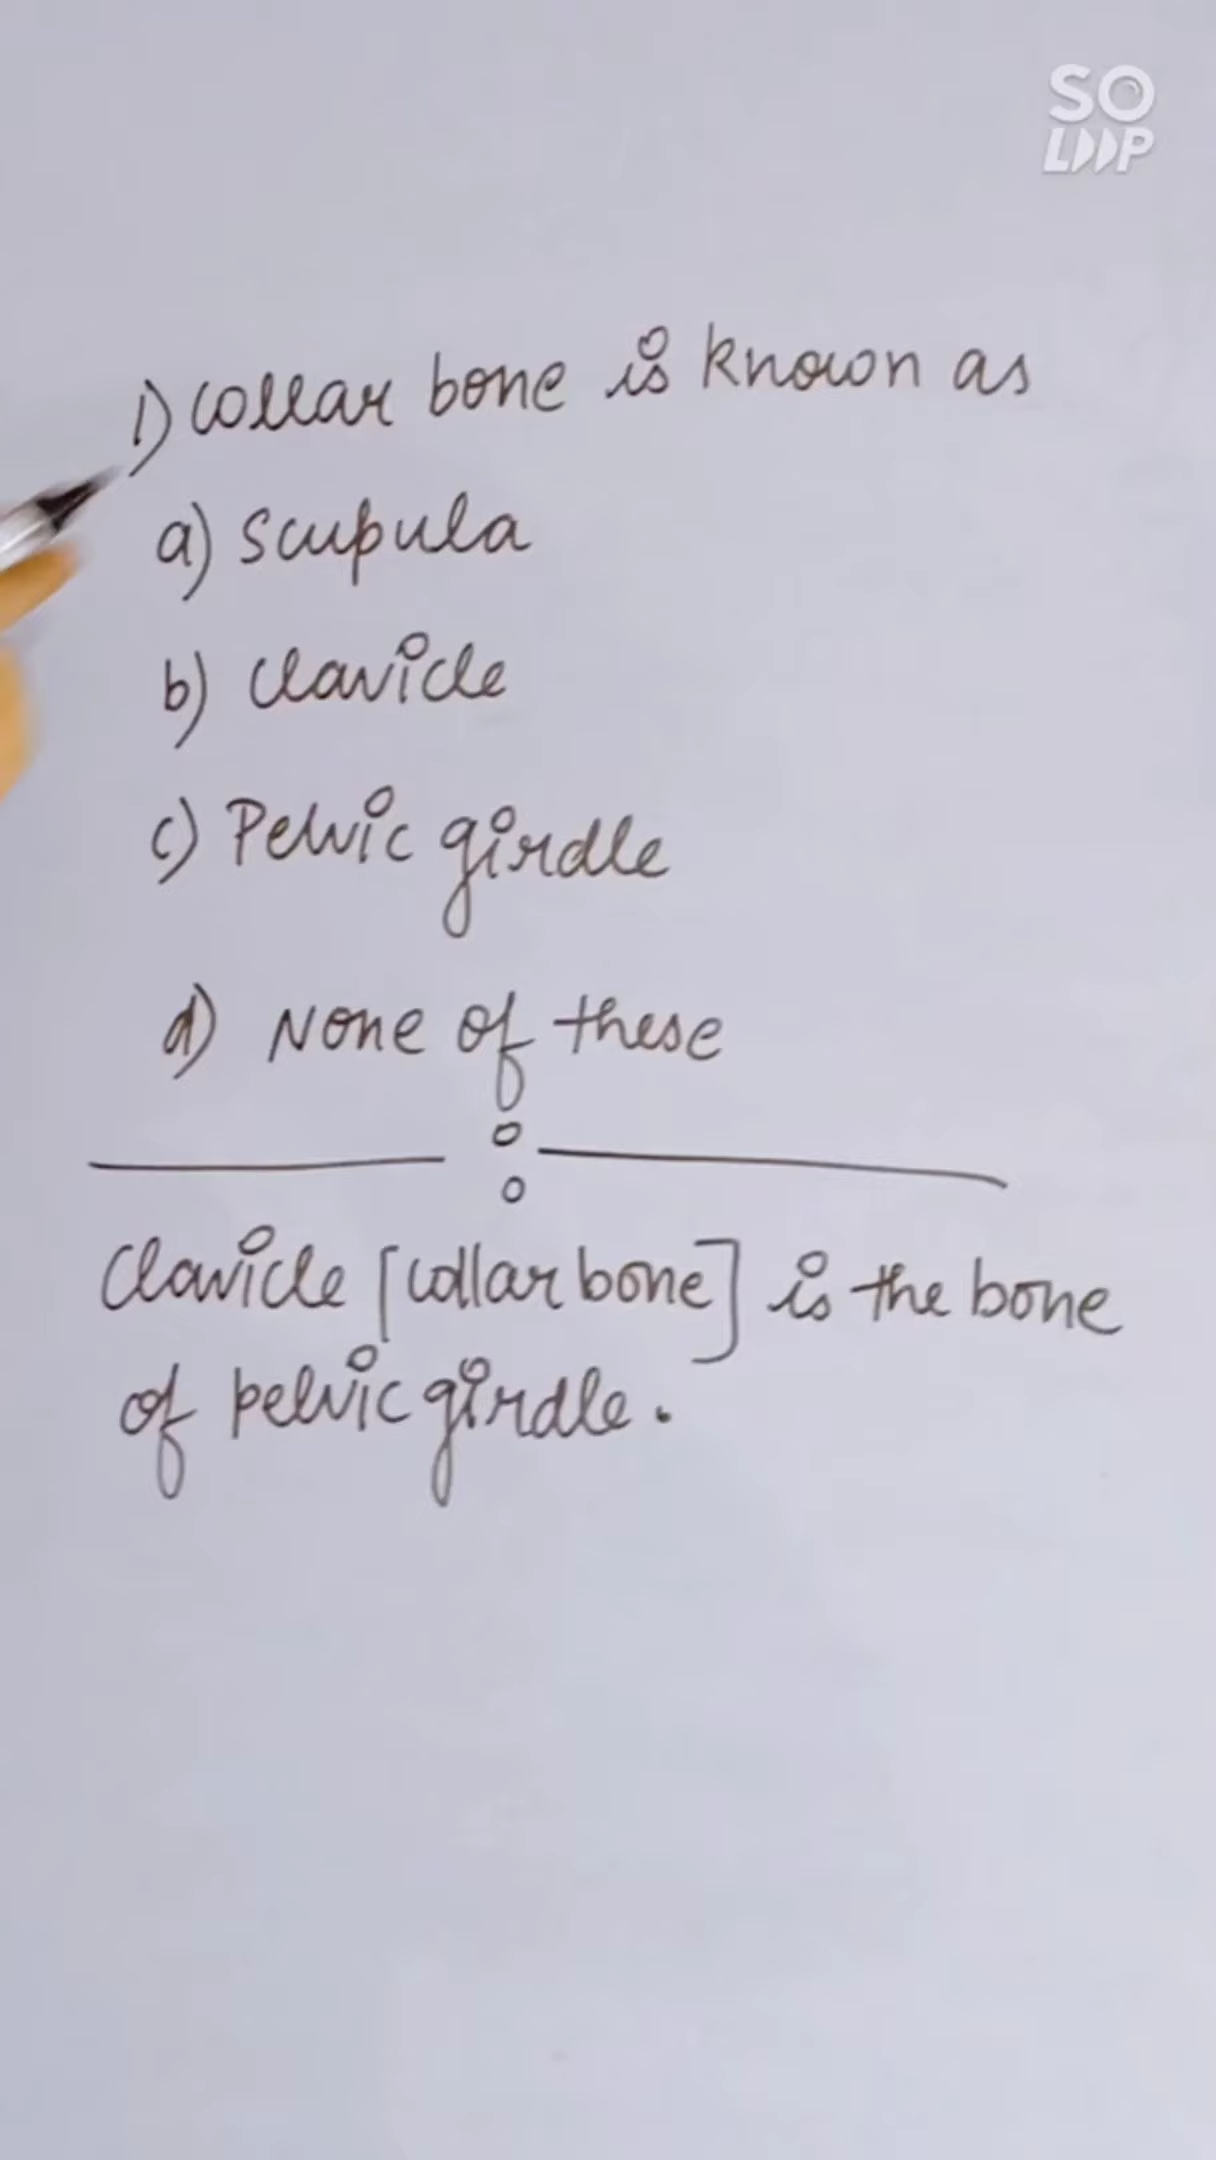 SO
LOOP
1) Collar bone is known as
a) Scupula
b) Clavicle
c) Pelvic girdle
d) None of these
Clavicle [Collar bone] is the bone
of pelvic girdle.